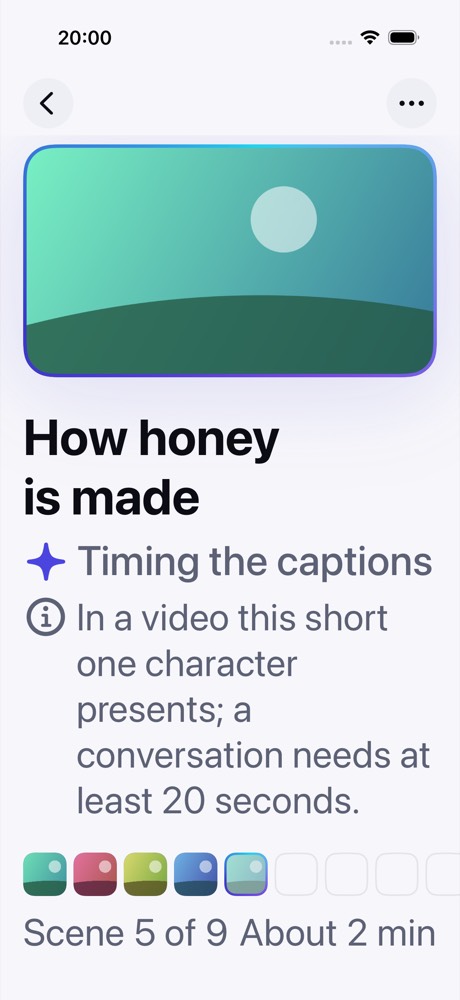 20:00
How honey
is made
Timing the captions
In a video this short
one character
presents; a
conversation needs at
least 20 seconds.
Scene 5 of 9 About 2 min